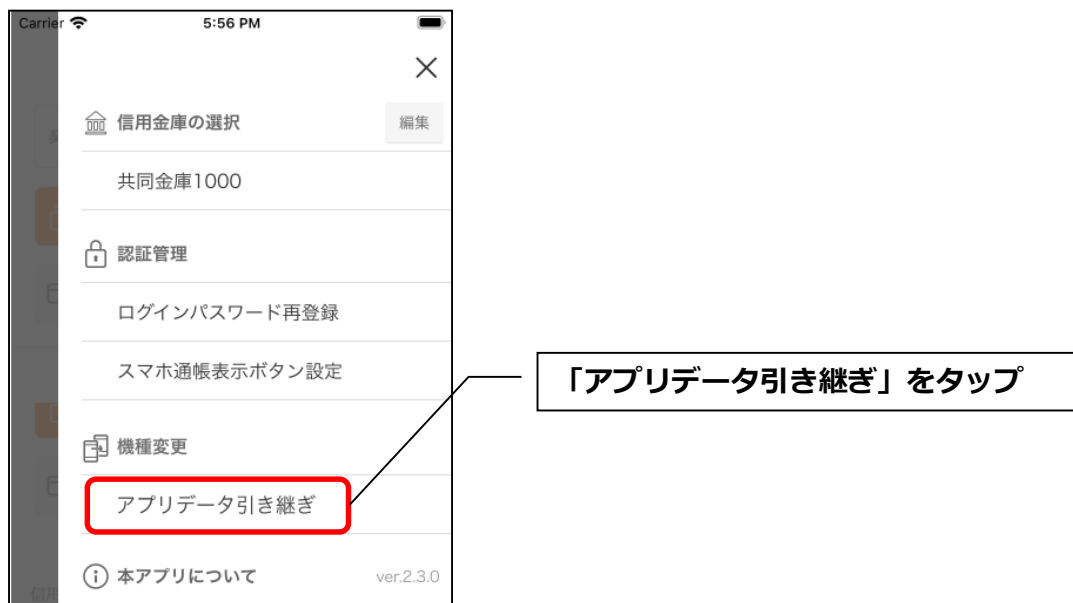 Carrier 5:56 PM
信用金庫の選択 編集
共同金庫1000
認証管理
ログインパスワード再登録
スマホ通帳表示ボタン設定
「アプリデータ引き継ぎ」をタップ
機種変更
アプリデータ引き継ぎ
本アプリについて ver.2.3.0